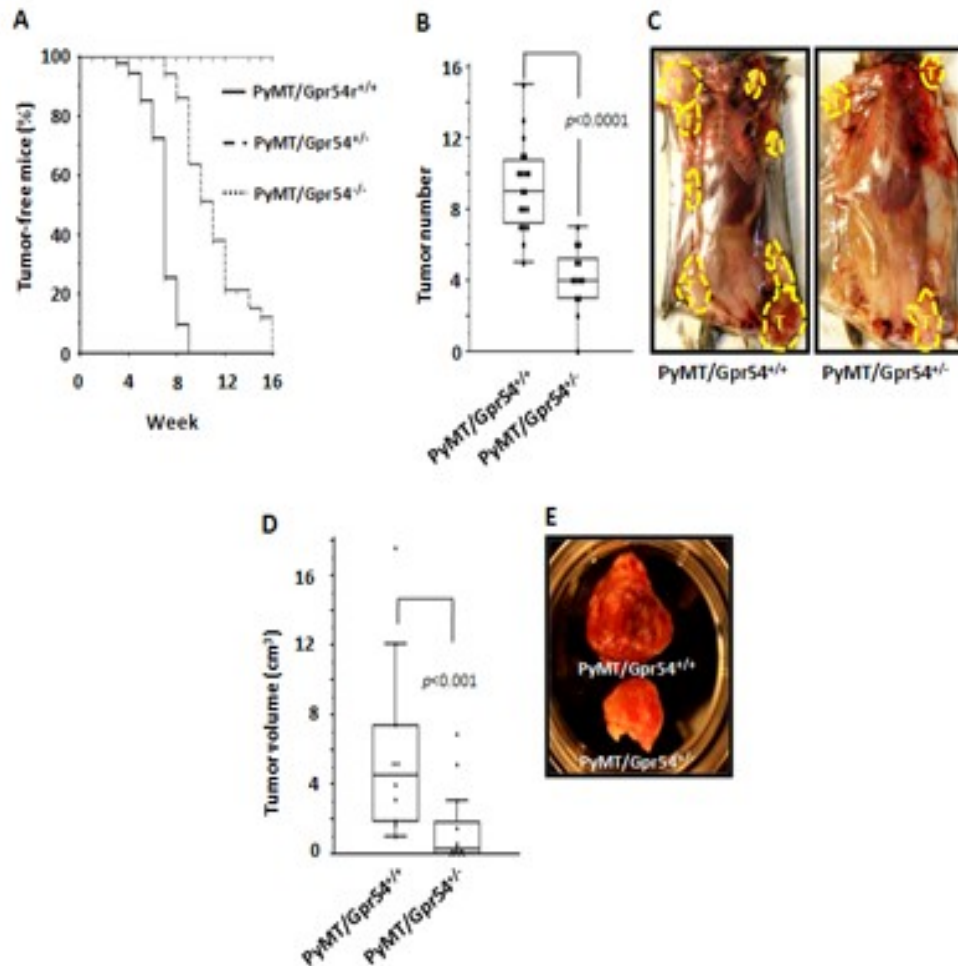 A
100
80
60
40
20
0
Tumor-free mice (%)
PyMT/Gpr54r+/+
PyMT/Gpr54+/-
PyMT/Gpr54-/-
0 4 8 12 16
Week
B
16
12
8
4
0
Tumor number
p<0.0001
PyMT/Gpr54+/+
PyMT/Gpr54+/-
C
T
T
T
PyMT/Gpr54+/+
PyMT/Gpr54+/-
D
16
12
8
4
0
Tumor volume (cm3)
p<0.001
PyMT/Gpr54+/+
PyMT/Gpr54+/-
E
PyMT/Gpr54+/+
PyMT/Gpr54+/-